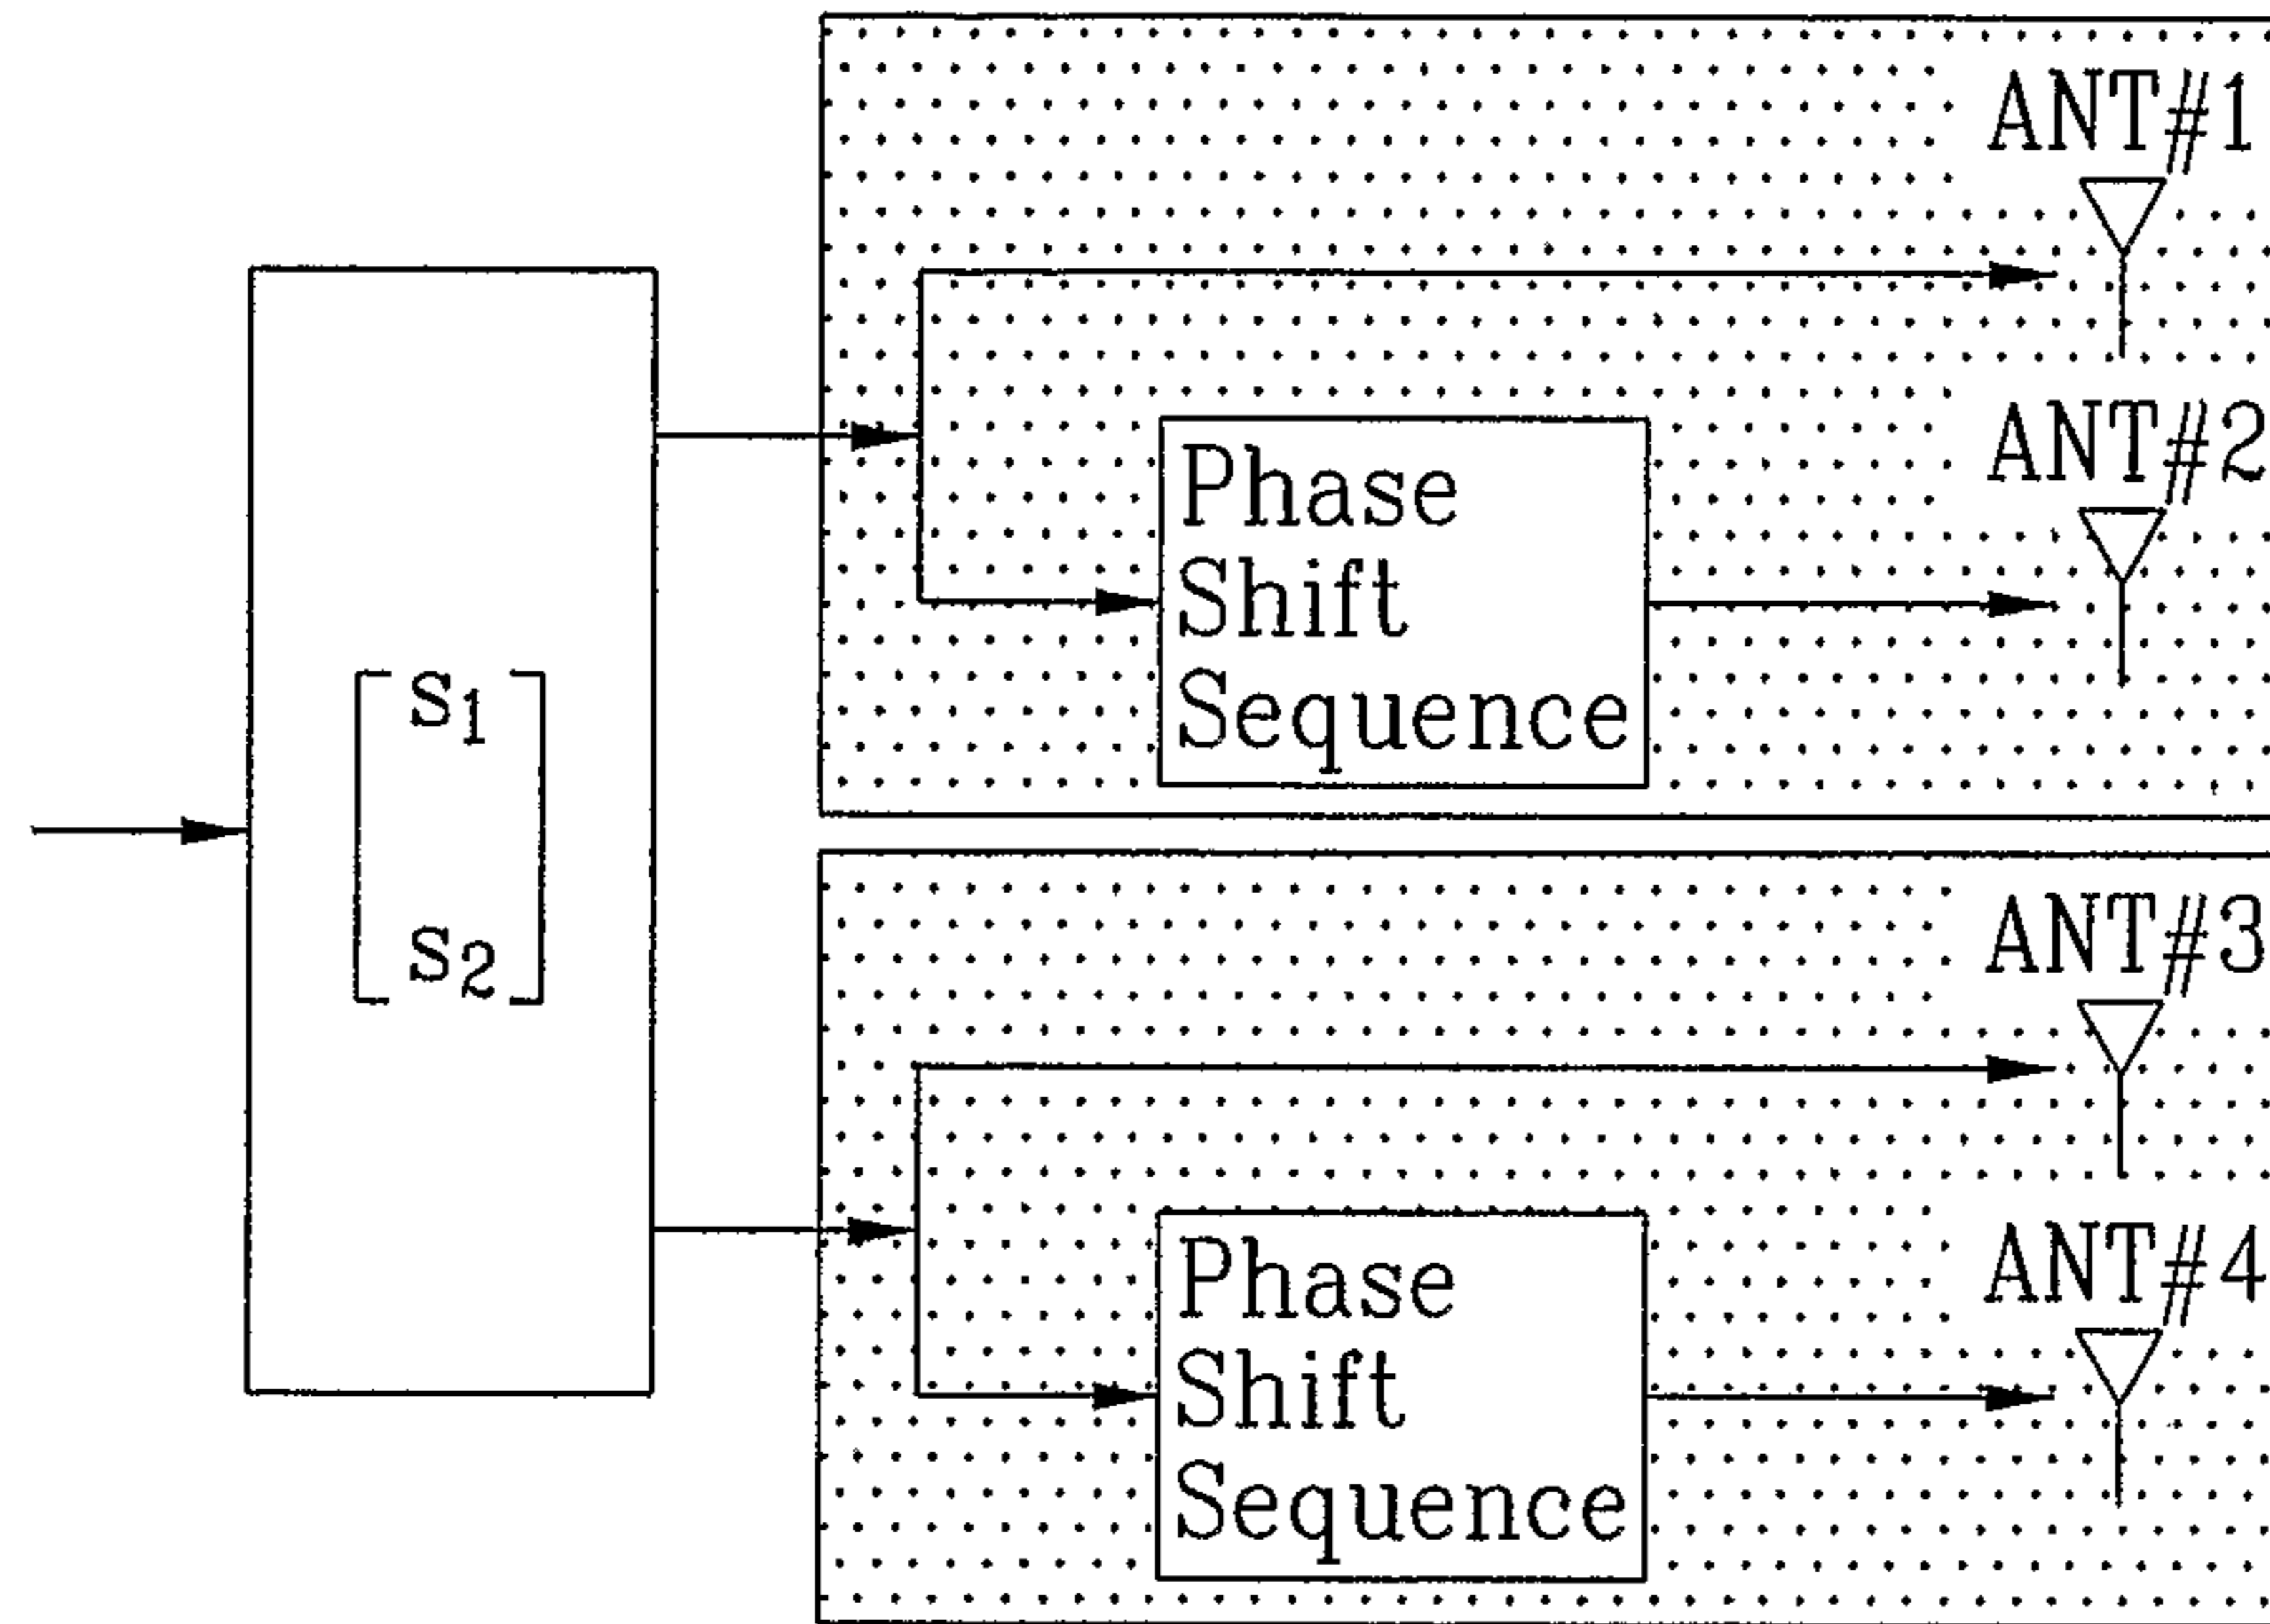 ANT#1
ANT#2
Phase
Shift
Sequence
S1
S2
ANT#3
ANT#4
Phase
Shift
Sequence